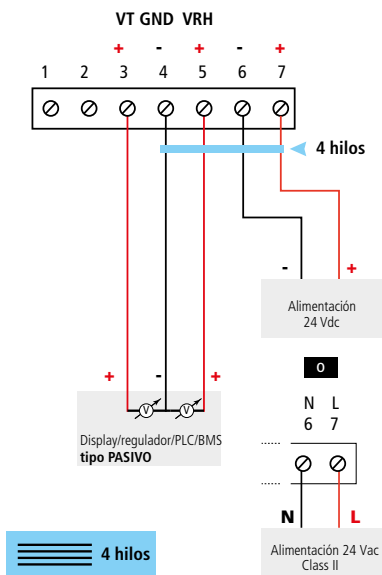 VT GND VRH
+ - + - +
1 2 3 4 5 6 7
4 hilos
- +
Alimentación
24 Vdc
+ - +
V V
Display/regulador/PLC/BMS
tipo PASIVO
o
N L
6 7
N L
Alimentación 24 Vac
Class II
4 hilos